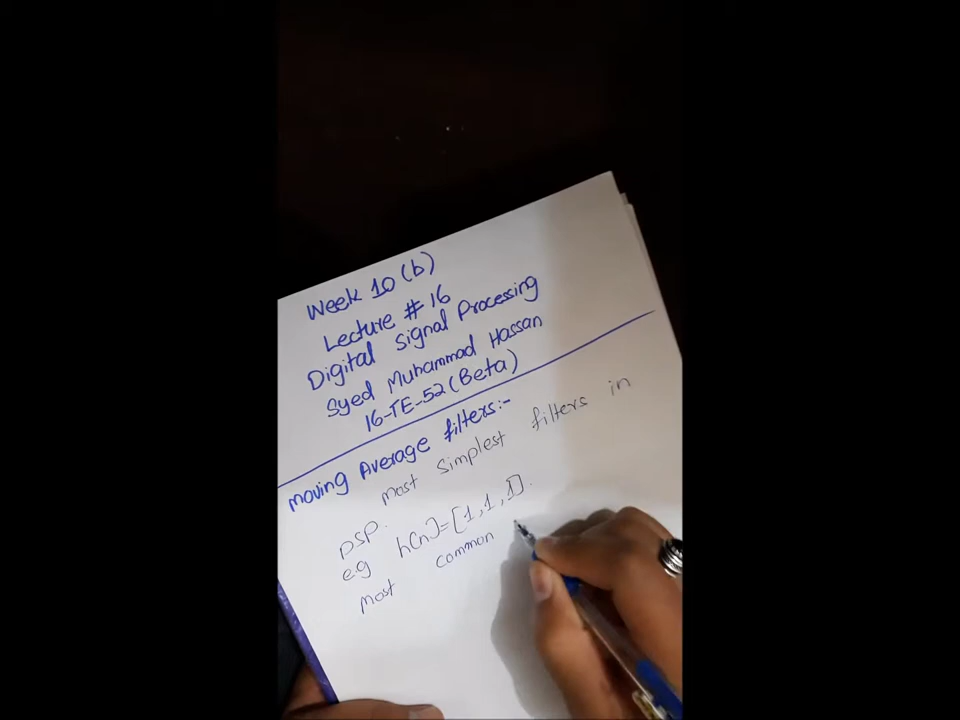 Week 10 (b)
Lecture # 16
Digital Signal Processing
Syed Muhammad Hassan
16-TE-52 (Beta)
Moving Average filters:-
most simplest filters in
DSP.
e.g h[n]=[1,1,1].
most common